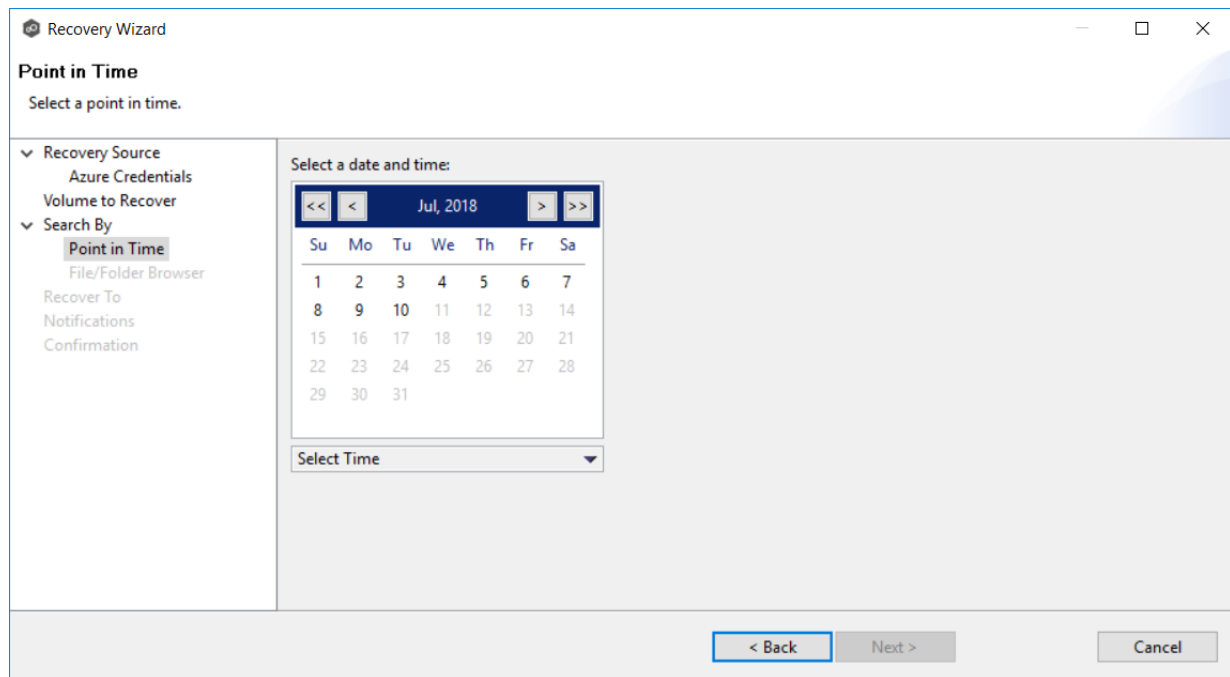 Recovery Wizard
Point in Time
Select a point in time.
Recovery Source
Azure Credentials
Volume to Recover
Search By
Point in Time
File/Folder Browser
Recover To
Notifications
Confirmation
Select a date and time:
<< < Jul, 2018 > >>
Su Mo Tu We Th Fr Sa
1 2 3 4 5 6 7
8 9 10 11 12 13 14
15 16 17 18 19 20 21
22 23 24 25 26 27 28
29 30 31
Select Time
< Back Next > Cancel